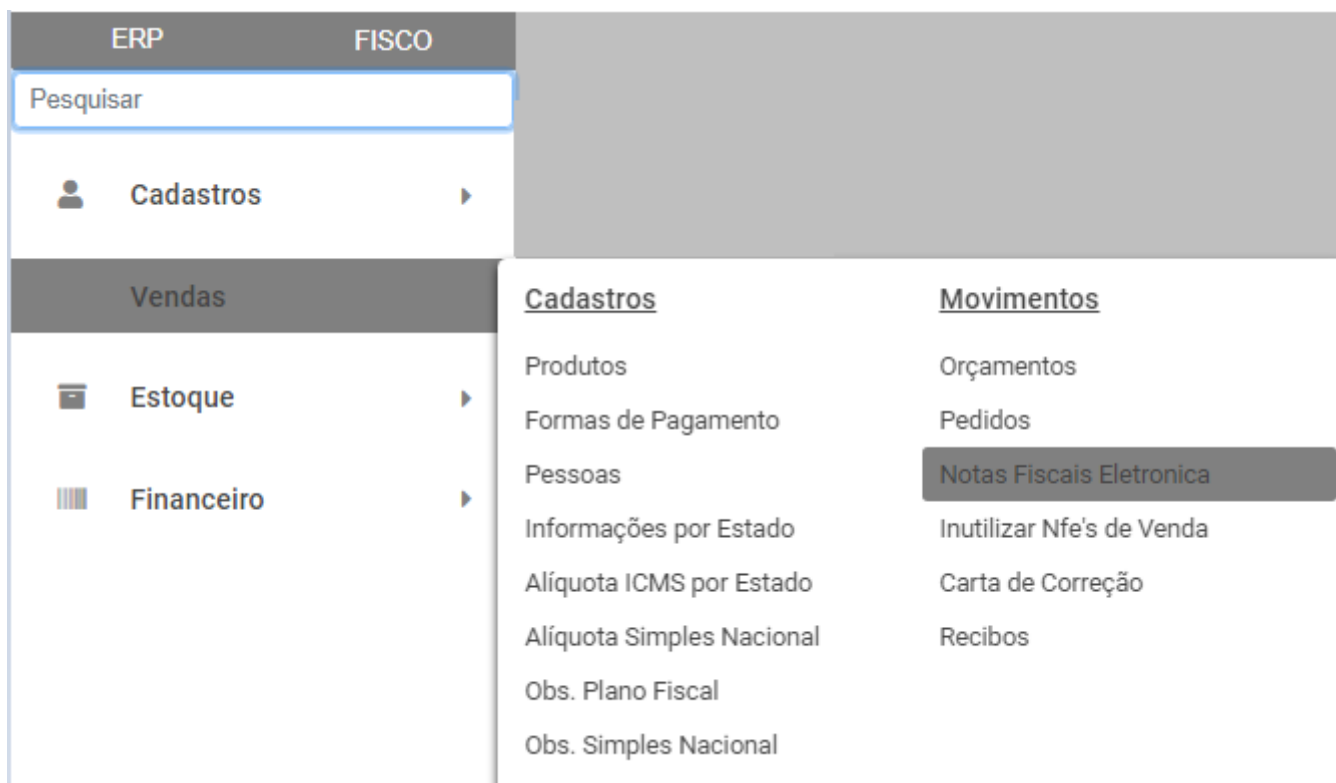 ERP FISCO
Pesquisar
Cadastros
Vendas
Estoque
Financeiro
Cadastros
Produtos
Formas de Pagamento
Pessoas
Informações por Estado
Alíquota ICMS por Estado
Alíquota Simples Nacional
Obs. Plano Fiscal
Obs. Simples Nacional
Movimentos
Orçamentos
Pedidos
Notas Fiscais Eletronica
Inutilizar Nfe's de Venda
Carta de Correção
Recibos